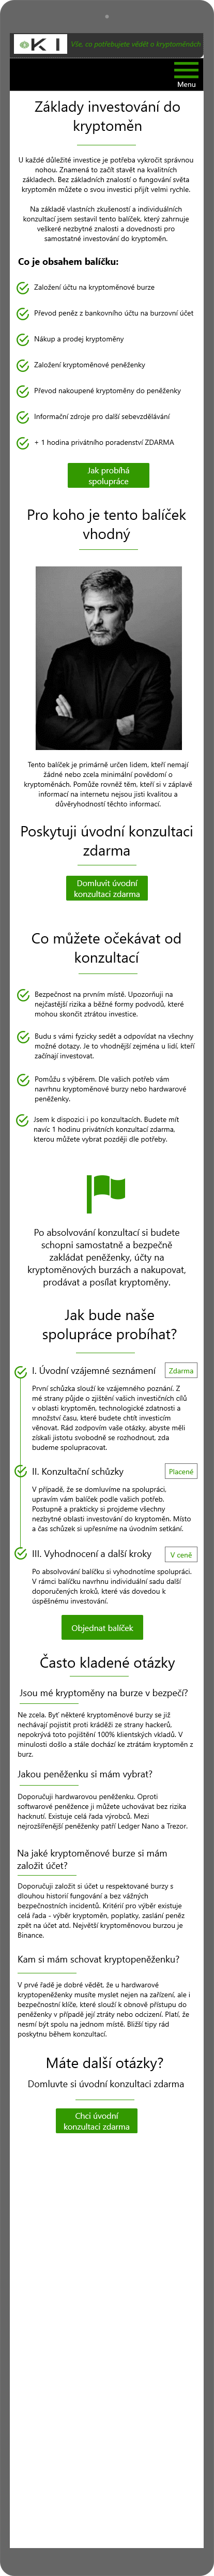 KI
Vše, co potřebujete vědět o kryptoměnách
Menu
Základy investování do
kryptoměn
U každé důležité investice je potřeba vykročit správnou
nohou. Znamená to začít stavět na kvalitních
základech. Bez základních znalostí o fungování světa
kryptoměn můžete o svou investici přijít velmi rychle.
Na základě vlastních zkušeností a individuálních
konzultací jsem sestavil tento balíček, který zahrnuje
veškeré nezbytné znalosti a dovednosti pro
samostatné investování do kryptoměn.
Co je obsahem balíčku:
Založení účtu na kryptoměnové burze
Převod peněz z bankovního účtu na burzovní účet
Nákup a prodej kryptoměny
Založení kryptoměnové peněženky
Převod nakoupené kryptoměny do peněženky
Informační zdroje pro další sebevzdělávání
+ 1 hodina privátního poradenství ZDARMA
Jak probíhá
spolupráce
Pro koho je tento balíček
vhodný
Tento balíček je primárně určen lidem, kteří nemají
žádné nebo zcela minimální povědomí o
kryptoměnách. Pomůže rovněž těm, kteří si v záplavě
informací na internetu nejsou jisti kvalitou a
důvěryhodností těchto informací.
Poskytuji úvodní konzultaci
zdarma
Domluvit úvodní
konzultaci zdarma
Co můžete očekávat od
konzultací
Bezpečnost na prvním místě. Upozorňuji na
nejčastější rizika a běžné formy podvodů, které
mohou skončit ztrátou investice.
Budu s vámi fyzicky sedět a odpovídat na všechny
možné dotazy. Je to vhodnější zejména u lidí, kteří
začínají investovat.
Pomůžu s výběrem. Dle vašich potřeb vám
navrhnu kryptoměnové burzy nebo hardwarové
peněženky.
Jsem k dispozici i po konzultacích. Budete mít
navíc 1 hodinu privátních konzultací zdarma,
kterou můžete vybrat později dle potřeby.
Po absolvování konzultací si budete
schopni samostatně a bezpečně
zakládat peněženky, účty na
kryptoměnových burzách a nakupovat,
prodávat a posílat kryptoměny.
Jak bude naše
spolupráce probíhat?
I. Úvodní vzájemné seznámení
Zdarma
První schůzka slouží ke vzájemného poznání. Z
mé strany půjde o zjištění vašich investičních cílů
v oblasti kryptoměn, technologické zdatnosti a
množství času, které budete chtít investicím
věnovat. Rád zodpovím vaše otázky, abyste měli
získali jistotu svobodně se rozhodnout, zda
budeme spolupracovat.
II. Konzultační schůzky
Placené
V případě, že se domluvíme na spolupráci,
upravím vám balíček podle vašich potřeb.
Postupně a prakticky si projdeme všechny
nezbytné oblasti investování do kryptoměn. Místo
a čas schůzek si upřesníme na úvodním setkání.
III. Vyhodnocení a další kroky
V ceně
Po absolvování balíčku si vyhodnotíme spolupráci.
V rámci balíčku navrhnu individuální sadu další
doporučených kroků, které vás dovedou k
úspěšnému investování.
Objednat balíček
Často kladené otázky
Jsou mé kryptoměny na burze v bezpečí?
Ne zcela. Byť některé kryptoměnové burzy se již
nechávají pojistit proti krádeži ze strany hackerů,
nepokrývá toto pojištění 100% klientských vkladů. V
minulosti došlo a stále dochází ke ztrátám kryptoměn z
burz.
Jakou peněženku si mám vybrat?
Doporučuji hardwarovou peněženku. Oproti
softwarové peněžence ji můžete uchovávat bez rizika
hacknutí. Existuje celá řada výrobců. Mezi
nejrozšířenější peněženky patří Ledger Nano a Trezor.
Na jaké kryptoměnové burze si mám
založit účet?
Doporučuji založit si účet u respektované burzy s
dlouhou historií fungování a bez vážných
bezpečnostních incidentů. Kritérií pro výběr existuje
celá řada - výběr kryptoměn, poplatky, zaslání peněz
zpět na účet atd. Největší kryptoměnovou burzou je
Binance.
Kam si mám schovat kryptopeněženku?
V prvé řadě je dobré vědět, že u hardwarové
kryptopeněženky musíte myslet nejen na zařízení, ale i
bezpečnostní klíče, které slouží k obnově přístupu do
peněženky v případě její ztráty nebo odcizení. Platí, že
nesmí být spolu na jednom místě. Bližší tipy rád
poskytnu během konzultací.
Máte další otázky?
Domluvte si úvodní konzultaci zdarma
Chci úvodní
konzultaci zdarma